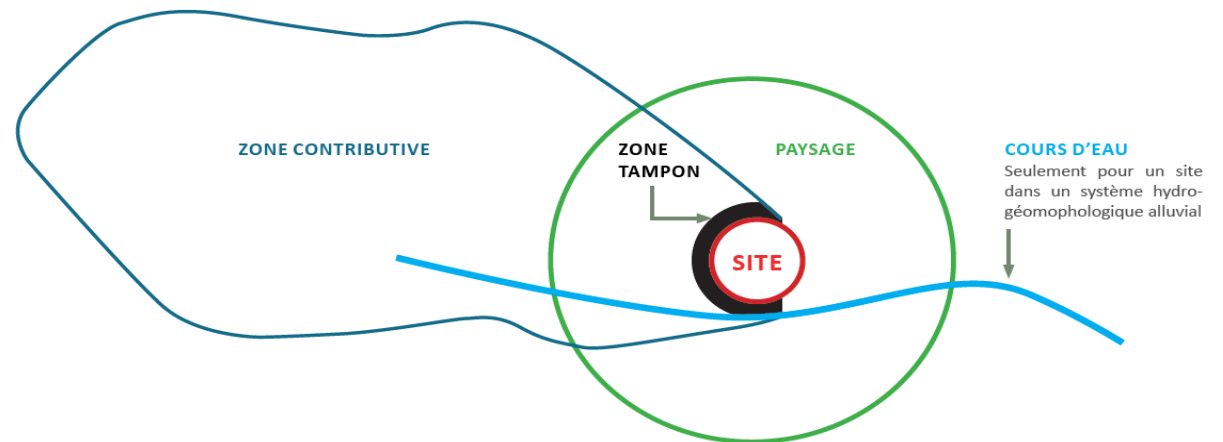 ZONE CONTRIBUTIVE
ZONE
TAMPON
PAYSAGE
COURS D'EAU
Seulement pour un site
dans un système hydro-
géomophologique alluvial
SITE